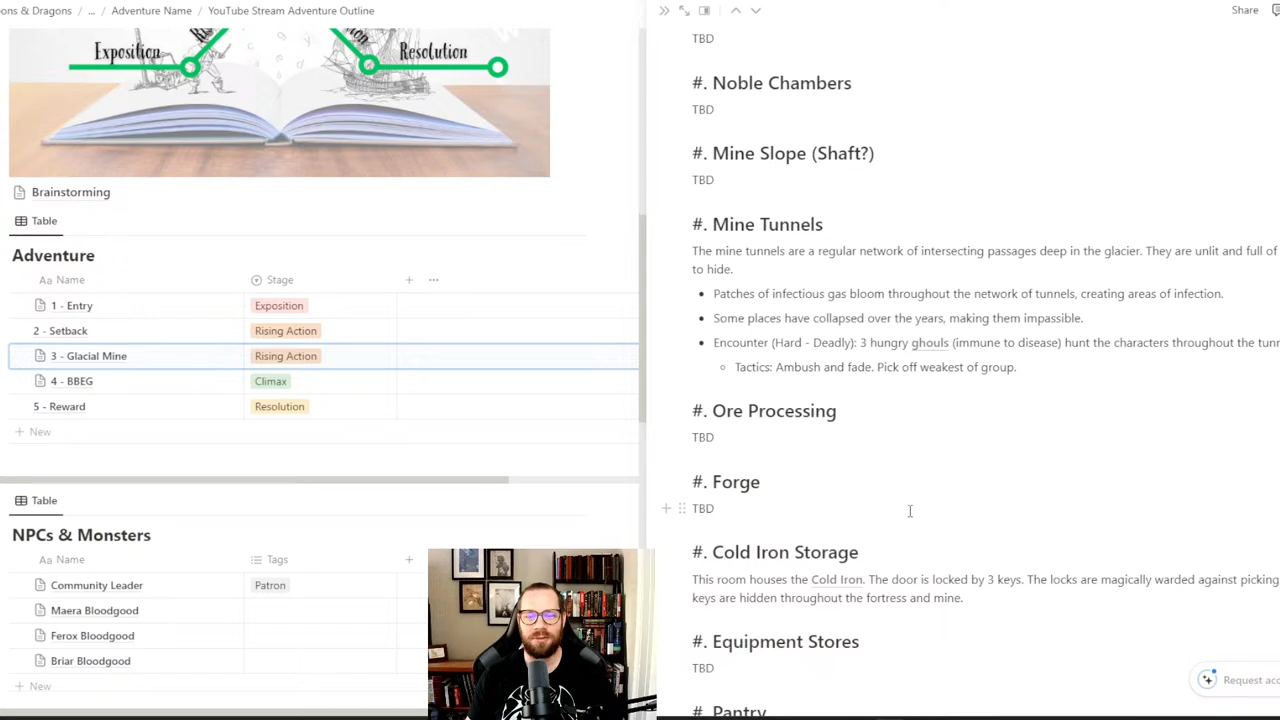 ons & Dragons / ... / Adventure Name / YouTube Stream Adventure Outline
Exposition
Resolution
Brainstorming
Table
Adventure
Aa Name
Stage
1 - Entry
Exposition
2 - Setback
Rising Action
3 - Glacial Mine
Rising Action
4 - BBEG
Climax
5 - Reward
Resolution
+ New
Table
NPCs & Monsters
Aa Name
Tags
Community Leader
Patron
Maera Bloodgood
Ferox Bloodgood
Briar Bloodgood
+ New
Share
TBD
#. Noble Chambers
TBD
#. Mine Slope (Shaft?)
TBD
#. Mine Tunnels
The mine tunnels are a regular network of intersecting passages deep in the glacier. They are unlit and full of
to hide.
• Patches of infectious gas bloom throughout the network of tunnels, creating areas of infection.
• Some places have collapsed over the years, making them impassible.
• Encounter (Hard - Deadly): 3 hungry ghouls (immune to disease) hunt the characters throughout the tunn
◦ Tactics: Ambush and fade. Pick off weakest of group.
#. Ore Processing
TBD
#. Forge
TBD
#. Cold Iron Storage
This room houses the Cold Iron. The door is locked by 3 keys. The locks are magically warded against picking
keys are hidden throughout the fortress and mine.
#. Equipment Stores
TBD
#. Pantry
Request acc